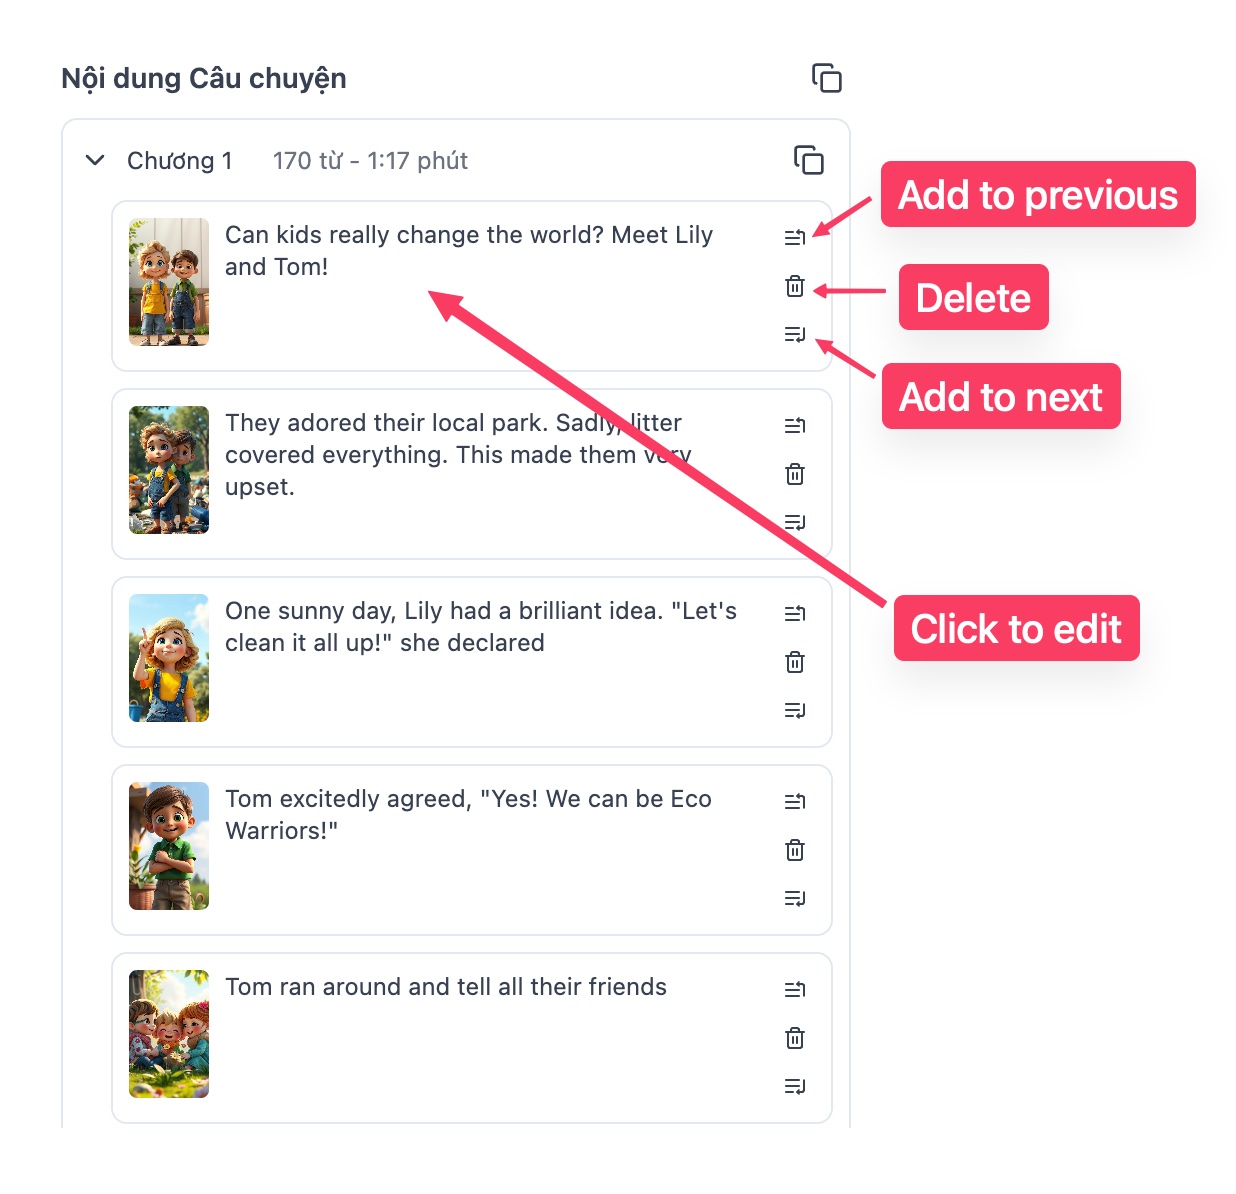 Nội dung Câu chuyện
Chương 1 170 từ - 1:17 phút
Add to previous
Can kids really change the world? Meet Lily
and Tom!
Delete
Add to next
They adored their local park. Sadly, litter
covered everything. This made them very
upset.
One sunny day, Lily had a brilliant idea. "Let's
clean it all up!" she declared
Click to edit
Tom excitedly agreed, "Yes! We can be Eco
Warriors!"
Tom ran around and tell all their friends